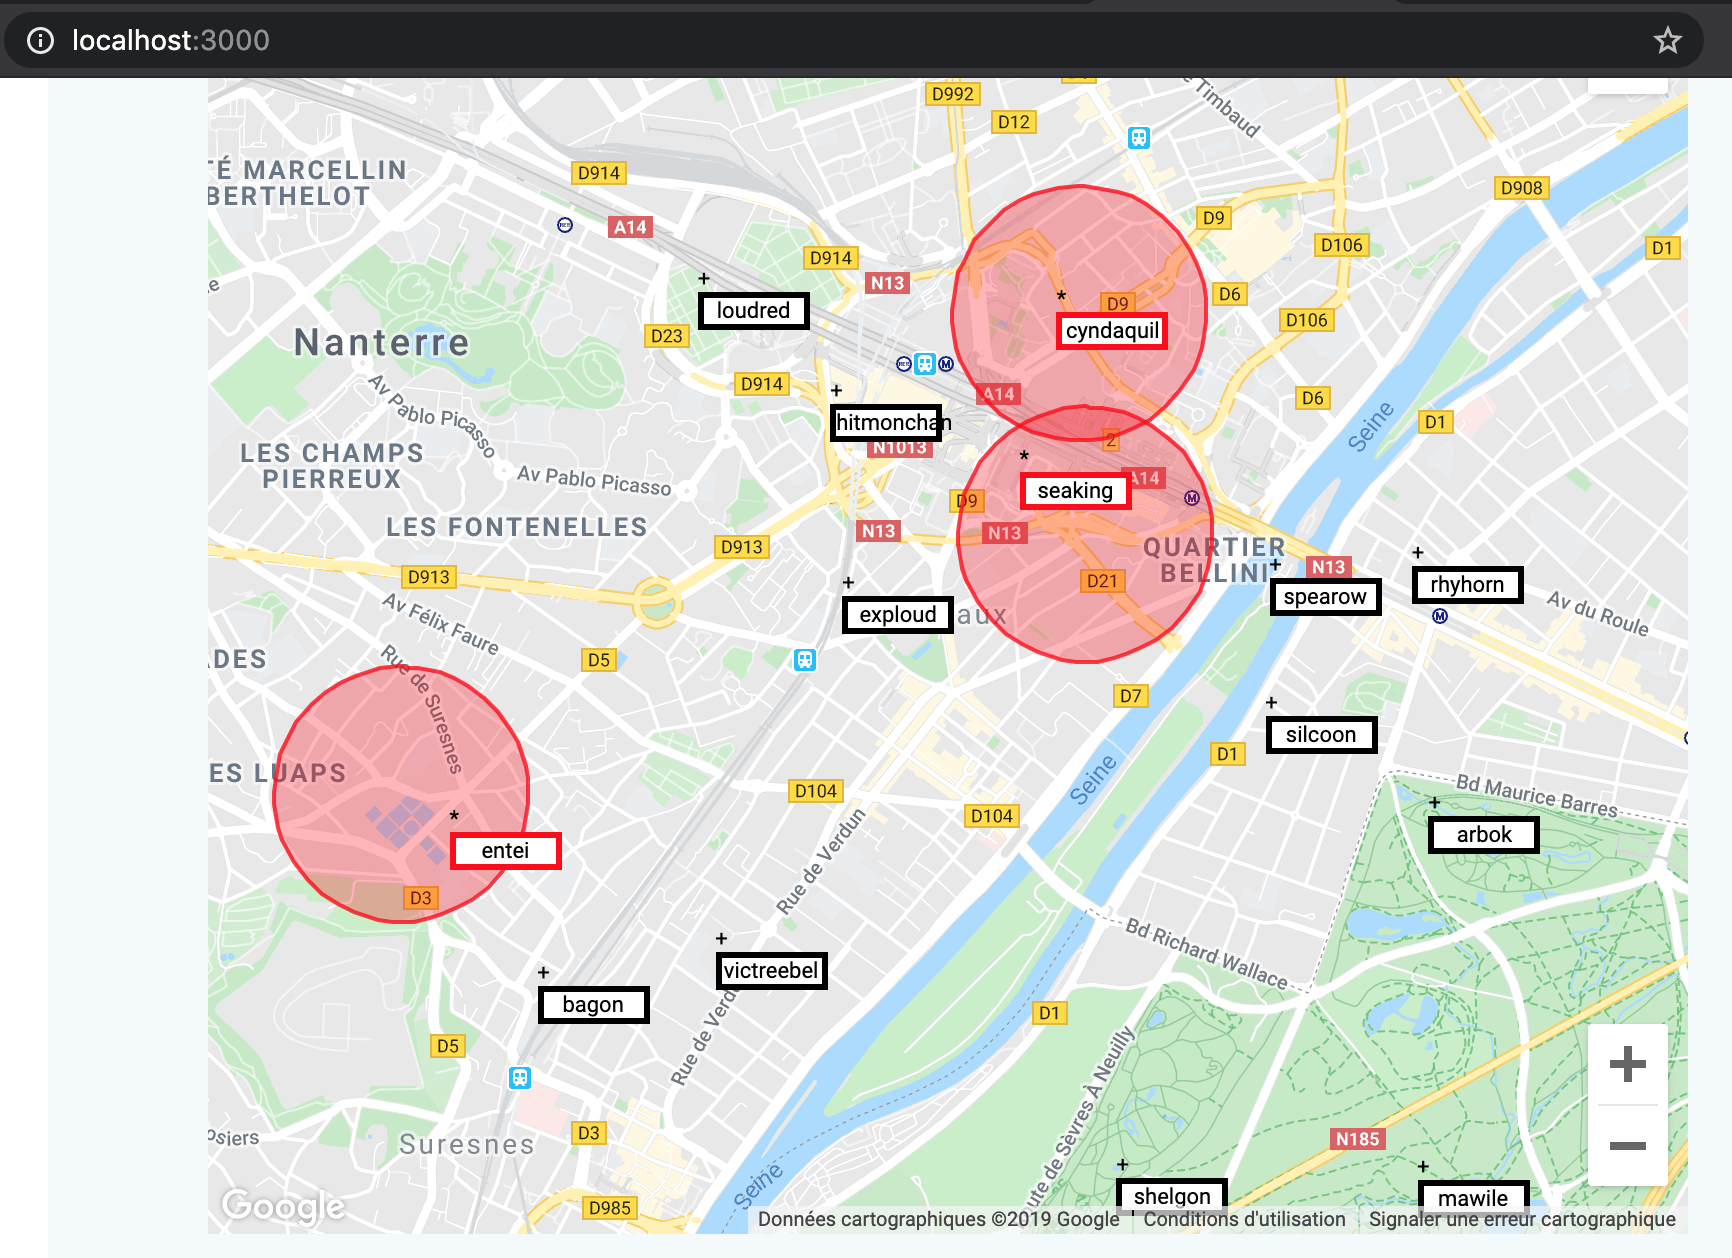 localhost:3000
D992
D12
Timbaud
TÉ MARCELLIN
BERTHELOT
D914
D908
A14
D9
D106
D1
D914
N13
+
loudred
*
D9
D6
cyndaquil
D106
Nanterre
D23
D914
A14
D6
+
hitmonchan
N1013
Av Pablo Picasso
2
Seine
D1
LES CHAMPS
PIERREUX
Av Pablo Picasso
*
seaking
A14
D9
LES FONTENELLES
N13
N13
D913
QUARTIER
BELLINI
+
spearow
N13
+
rhyhorn
D913
D21
+
exploud
aux
Av du Roule
Av Félix Faure
ADES
D5
Rue de Suresnes
D7
+
silcoon
D1
ES LUAPS
D104
D104
Seine
Bd Maurice Barres
*
entei
+
arbok
D3
Rue de Verdun
Bd Richard Wallace
+
victreebel
+
bagon
D1
D5
Rue de Verdu
osiers
Suresnes
D3
N185
oute de Sèvres À Neuilly
+
shelgon
+
mawile
Seine
D985
Google
Données cartographiques ©2019 Google
Conditions d'utilisation
Signaler une erreur cartographique